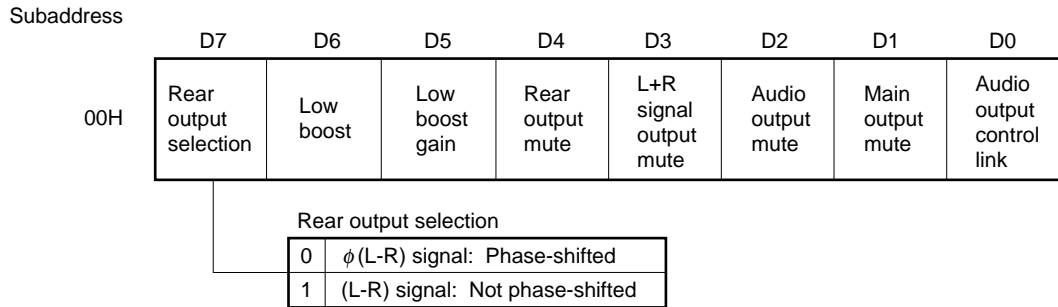 Subaddress
D7 D6 D5 D4 D3 D2 D1 D0
00H
Rear
output
selection
Low
boost
Low
boost
gain
Rear
output
mute
L+R
signal
output
mute
Audio
output
mute
Main
output
mute
Audio
output
control
link
Rear output selection
0 ϕ(L-R) signal: Phase-shifted
1 (L-R) signal: Not phase-shifted